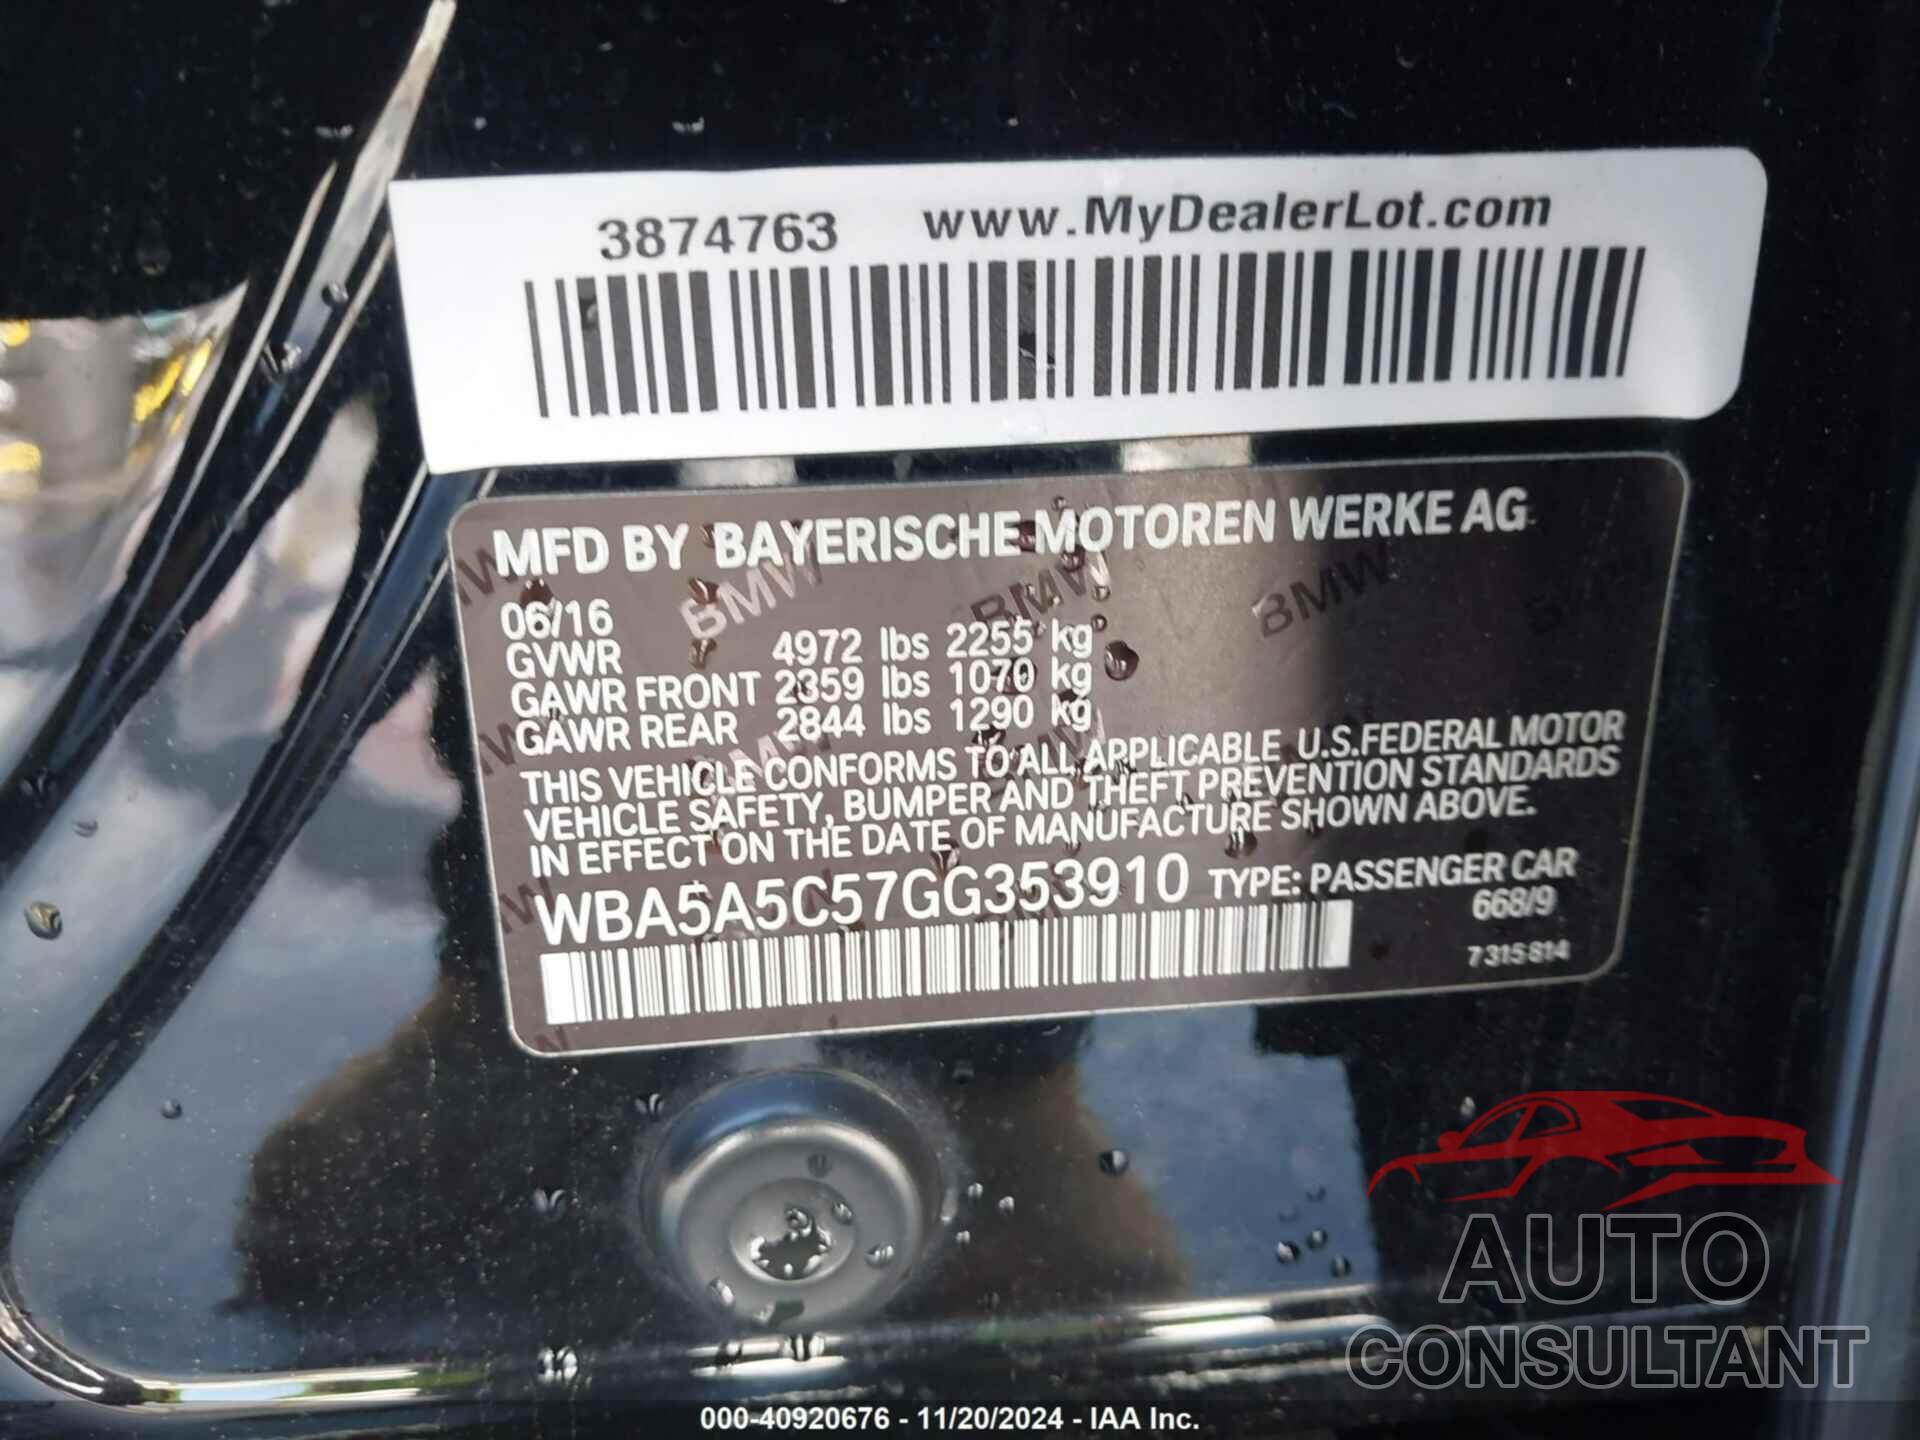 3874763 www.MyDealerLot.com
MFD BY BAYERISCHE MOTOREN WERKE AG
06/16
GVWR 4972 lbs 2255 kg
GAWR FRONT 2359 lbs 1070 kg
GAWR REAR 2844 lbs 1290 kg
THIS VEHICLE CONFORMS TO ALL APPLICABLE U.S.FEDERAL MOTOR
VEHICLE SAFETY, BUMPER AND THEFT PREVENTION STANDARDS
IN EFFECT ON THE DATE OF MANUFACTURE SHOWN ABOVE.
WBA5A5C57GG353910 TYPE: PASSENGER CAR
668/9
7315814
AUTO
CONSULTANT
000-40920676 - 11/20/2024 - IAA Inc.